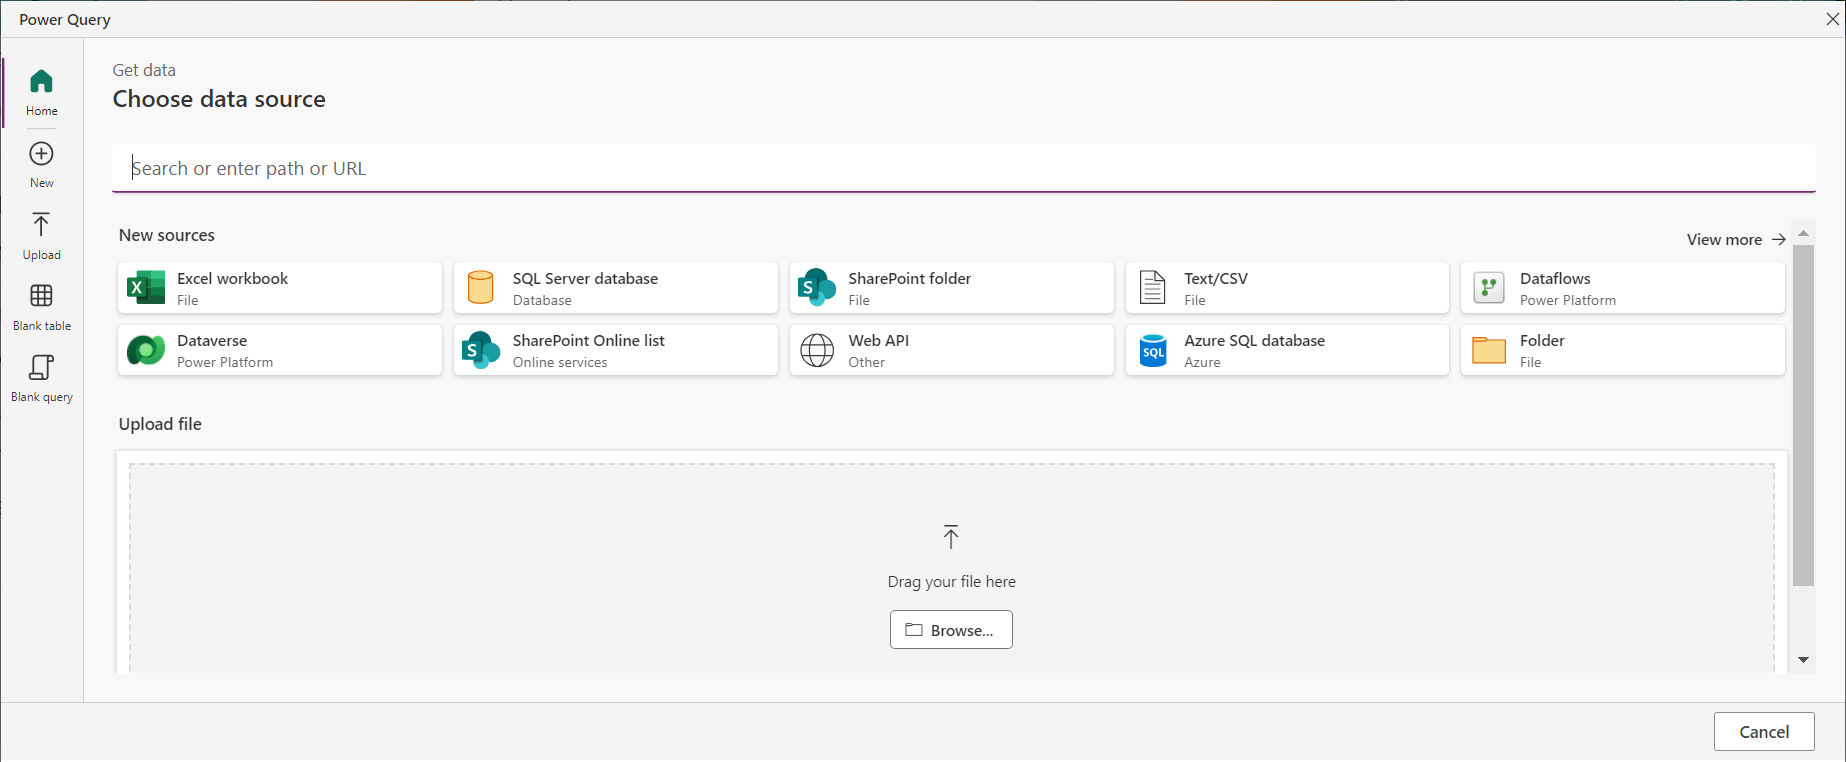 Power Query
Home
New
Upload
Blank table
Blank query
Get data
Choose data source
Search or enter path or URL
New sources
View more
Excel workbook
File
SQL Server database
Database
SharePoint folder
File
Text/CSV
File
Dataflows
Power Platform
Dataverse
Power Platform
SharePoint Online list
Online services
Web API
Other
SQL
Azure SQL database
Azure
Folder
File
Upload file
Drag your file here
Browse...
Cancel